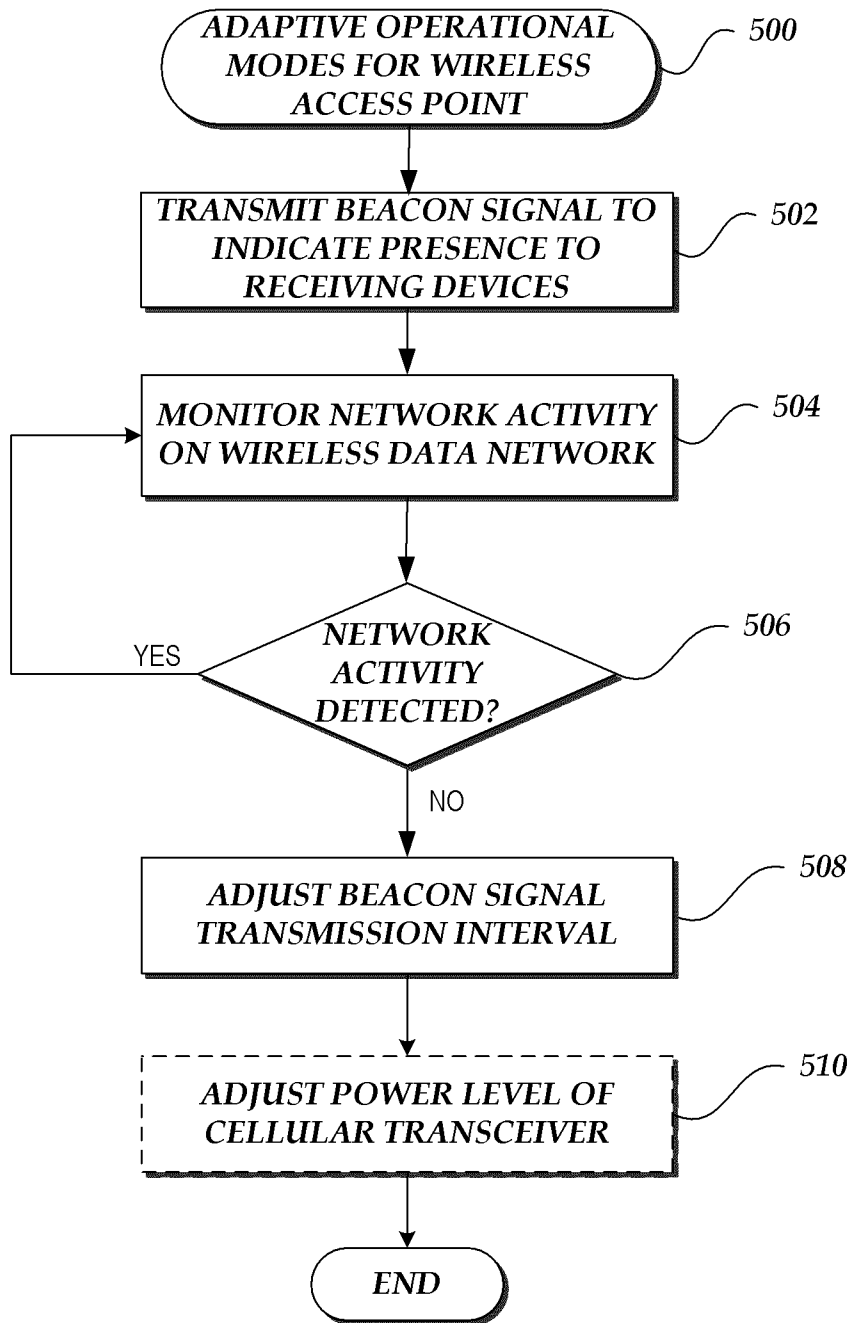 ADAPTIVE OPERATIONAL
MODES FOR WIRELESS
ACCESS POINT
500
TRANSMIT BEACON SIGNAL TO
INDICATE PRESENCE TO
RECEIVING DEVICES
502
MONITOR NETWORK ACTIVITY
ON WIRELESS DATA NETWORK
504
NETWORK
ACTIVITY
DETECTED?
506
YES
NO
ADJUST BEACON SIGNAL
TRANSMISSION INTERVAL
508
ADJUST POWER LEVEL OF
CELLULAR TRANSCEIVER
510
END